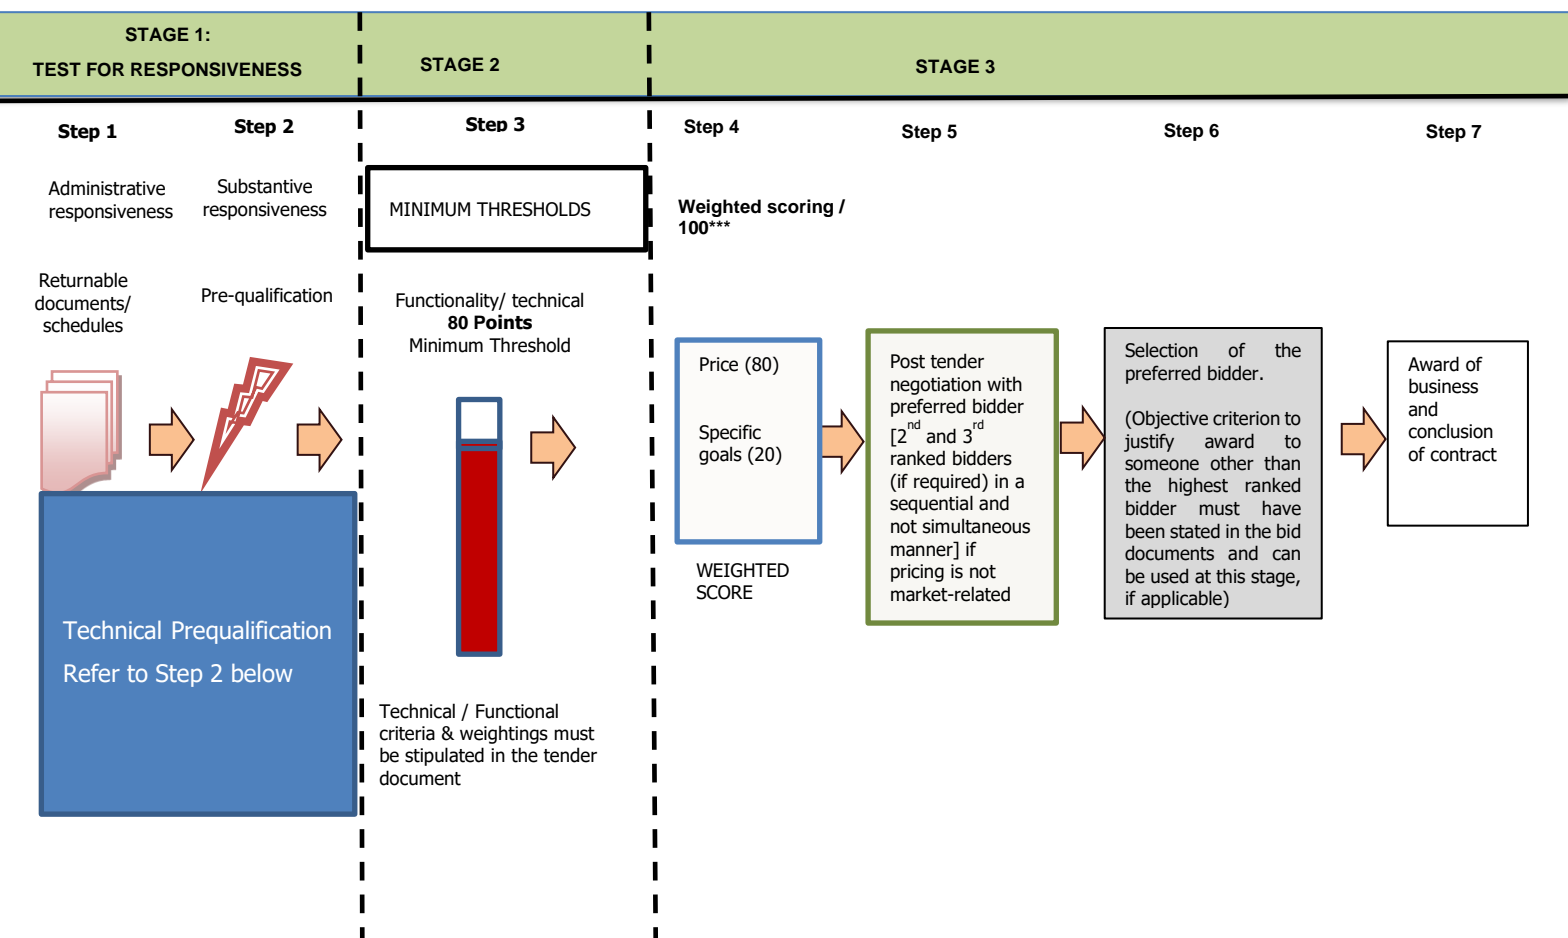 STAGE 1:
TEST FOR RESPONSIVENESS
STAGE 2
STAGE 3
Step 1
Step 2
Step 3
Step 4
Step 5
Step 6
Step 7
Administrative
responsiveness
Substantive
responsiveness
MINIMUM THRESHOLDS
Weighted scoring /
100***
Returnable
documents/
schedules
Pre-qualification
Functionality/ technical
80 Points
Minimum Threshold
Price (80)
Specific
goals (20)
WEIGHTED
SCORE
Post tender
negotiation with
preferred bidder
[2nd and 3rd
ranked bidders
(if required) in a
sequential and
not simultaneous
manner] if
pricing is not
market-related
Selection of the
preferred bidder.
(Objective criterion to
justify award to
someone other than
the highest ranked
bidder must have
been stated in the bid
documents and can
be used at this stage,
if applicable)
Award of
business
and
conclusion
of contract
Technical Prequalification
Refer to Step 2 below
Technical / Functional
criteria & weightings must
be stipulated in the tender
document